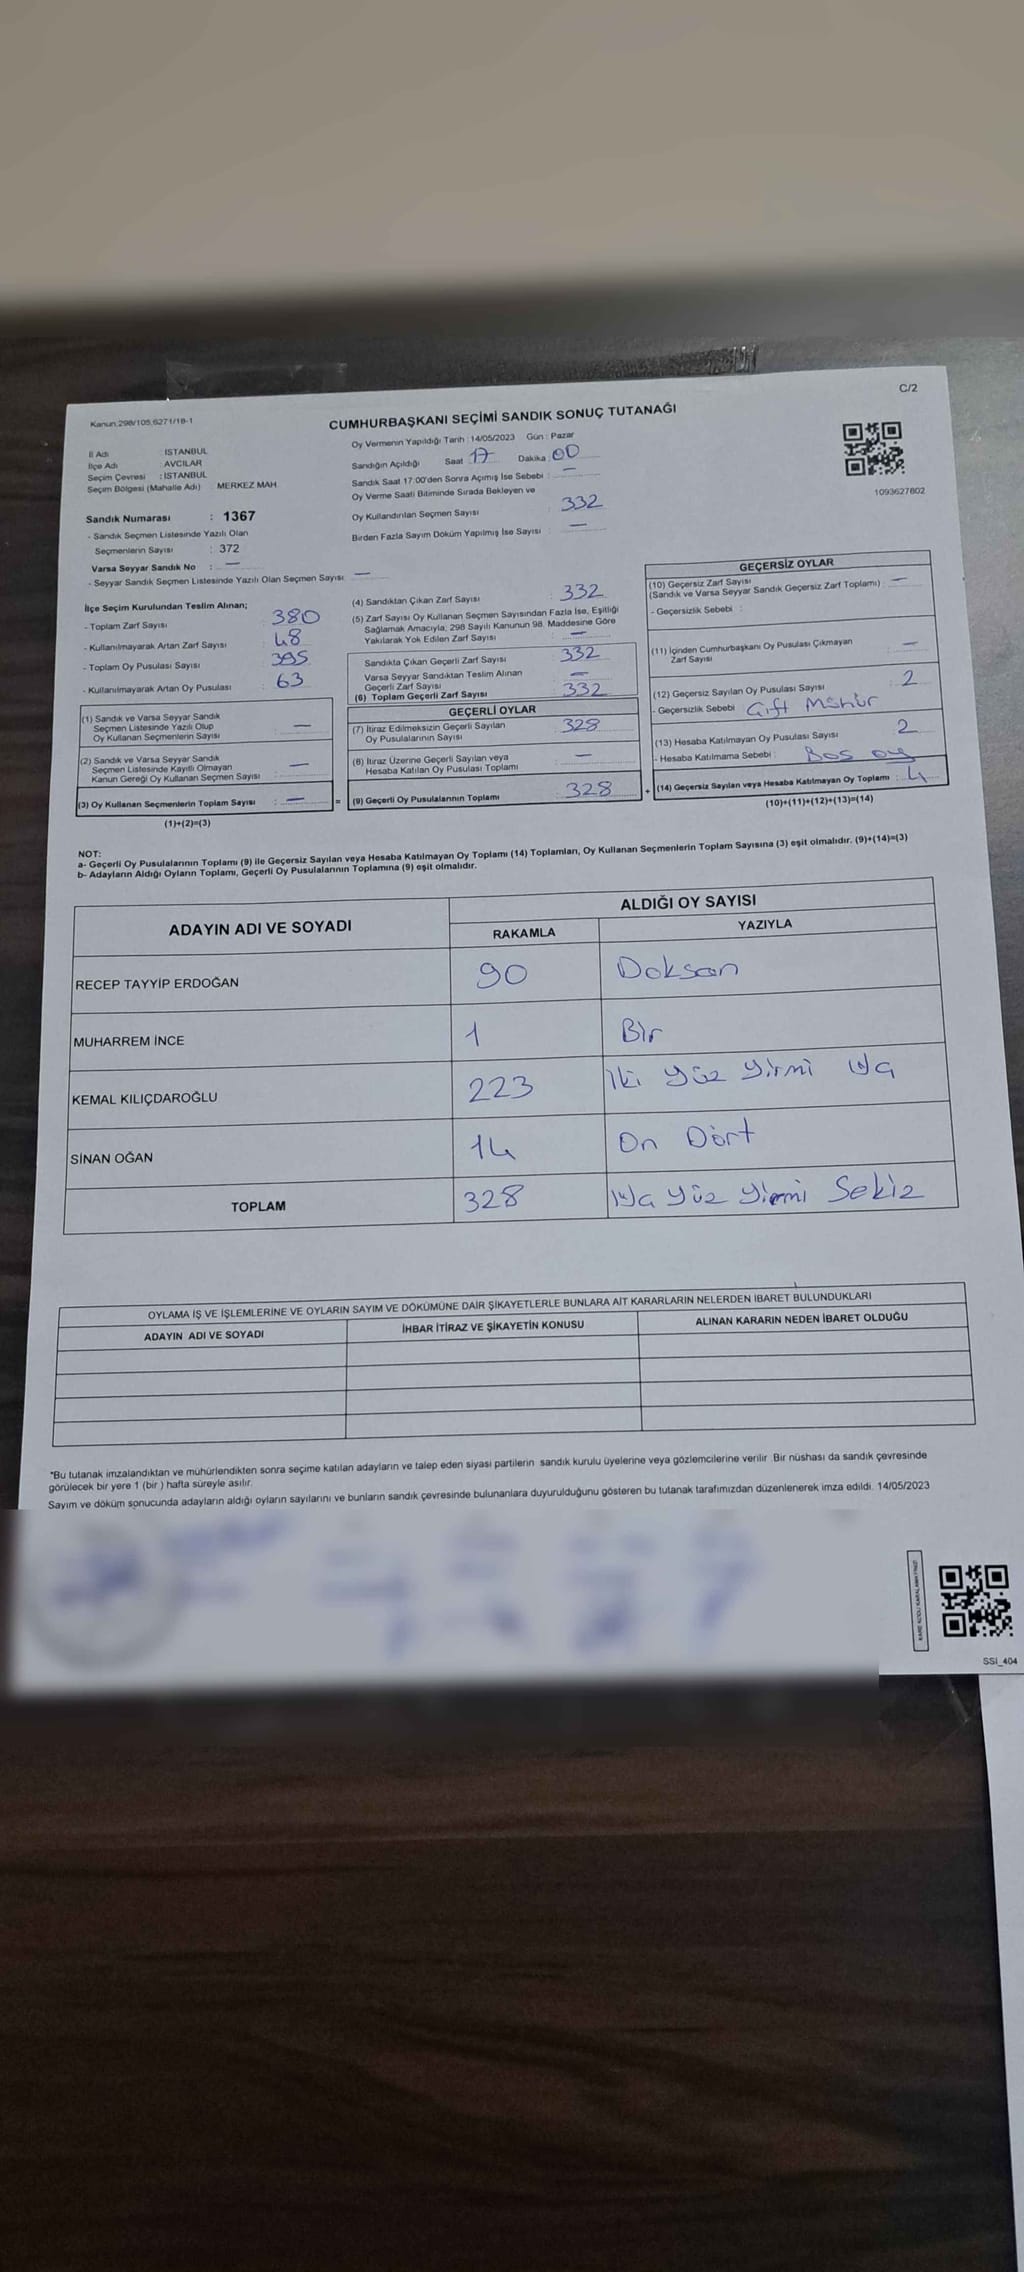 C/2
Kanun:298/105,6271/18-1
CUMHURBAŞKANI SEÇİMİ SANDIK SONUÇ TUTANAĞI
İl Adı : İSTANBUL
İlçe Adı : AVCILAR
Seçim Çevresi : İSTANBUL
Seçim Bölgesi (Mahalle Adı) MERKEZ MAH.
Sandık Numarası : 1367
- Sandık Seçmen Listesinde Yazılı Olan
Seçmenlerin Sayısı : 372
Varsa Seyyar Sandık No : —
- Seyyar Sandık Seçmen Listesinde Yazılı Olan Seçmen Sayısı: —
Oy Vermenin Yapıldığı Tarih : 14/05/2023 Gün : Pazar
Sandığın Açıldığı Saat 17 Dakika 00
Sandık Saat 17:00'den Sonra Açımış İse Sebebi : —
Oy Verme Saati Bitiminde Sırada Bekleyen ve
Oy Kullandırılan Seçmen Sayısı : 332
Birden Fazla Sayım Döküm Yapılmış İse Sayısı : —
1093627802
İlçe Seçim Kurulundan Teslim Alınan;
- Toplam Zarf Sayısı : 380
- Kullanılmayarak Artan Zarf Sayısı : 48
- Toplam Oy Pusulası Sayısı : 395
- Kullanılmayarak Artan Oy Pusulası : 63
(1) Sandık ve Varsa Seyyar Sandık
Seçmen Listesinde Yazılı Olup
Oy Kullanan Seçmenlerin Sayısı —
(2) Sandık ve Varsa Seyyar Sandık
Seçmen Listesinde Kayıtlı Olmayan
Kanun Gereği Oy Kullanan Seçmen Sayısı —
(3) Oy Kullanan Seçmenlerin Toplam Sayısı : —
(1)+(2)=(3)
=
(4) Sandıktan Çıkan Zarf Sayısı : 332
(5) Zarf Sayısı Oy Kullanan Seçmen Sayısından Fazla İse, Eşitliği
Sağlamak Amacıyla; 298 Sayılı Kanunun 98. Maddesine Göre
Yakılarak Yok Edilen Zarf Sayısı : —
Sandıkta Çıkan Geçerli Zarf Sayısı 332
Varsa Seyyar Sandıktan Teslim Alınan
Geçerli Zarf Sayısı —
(6) Toplam Geçerli Zarf Sayısı 332
GEÇERLİ OYLAR
(7) İtiraz Edilmeksizin Geçerli Sayılan
Oy Pusulalarının Sayısı 328
(8) İtiraz Üzerine Geçerli Sayılan veya
Hesaba Katılan Oy Pusulası Toplamı : —
(9) Geçerli Oy Pusulalarının Toplamı : 328
+
GEÇERSİZ OYLAR
(10) Geçersiz Zarf Sayısı
(Sandık ve Varsa Seyyar Sandık Geçersiz Zarf Toplamı) : —
- Geçersizlik Sebebi :
(11) İçinden Cumhurbaşkanı Oy Pusulası Çıkmayan
Zarf Sayısı : —
(12) Geçersiz Sayılan Oy Pusulası Sayısı : 2
- Geçersizlik Sebebi : Çift Mühür
(13) Hesaba Katılmayan Oy Pusulası Sayısı : 2
- Hesaba Katılmama Sebebi : Bos oy
(14) Geçersiz Sayılan veya Hesaba Katılmayan Oy Toplamı : 4
(10)+(11)+(12)+(13)=(14)
NOT:
a- Geçerli Oy Pusulalarının Toplamı (9) ile Geçersiz Sayılan veya Hesaba Katılmayan Oy Toplamı (14) Toplamları, Oy Kullanan Seçmenlerin Toplam Sayısına (3) eşit olmalıdır. (9)+(14)=(3)
b- Adayların Aldığı Oyların Toplamı, Geçerli Oy Pusulalarının Toplamına (9) eşit olmalıdır.
ADAYIN ADI VE SOYADI ALDIĞI OY SAYISI
RAKAMLA YAZIYLA
RECEP TAYYİP ERDOĞAN 90 Doksan
MUHARREM İNCE 1 Bir
KEMAL KILIÇDAROĞLU 223 İki yüz yirmi üç
SİNAN OĞAN 14 On Dört
TOPLAM 328 Üç yüz yirmi Sekiz
OYLAMA İŞ VE İŞLEMLERİNE VE OYLARIN SAYIM VE DÖKÜMÜNE DAİR ŞİKAYETLERLE BUNLARA AİT KARARLARIN NELERDEN İBARET BULUNDUKLARI
ADAYIN ADI VE SOYADI İHBAR İTİRAZ VE ŞİKAYETİN KONUSU ALINAN KARARIN NEDEN İBARET OLDUĞU
*Bu tutanak imzalandıktan ve mühürlendikten sonra seçime katılan adayların ve talep eden siyasi partilerin sandık kurulu üyelerine veya gözlemcilerine verilir. Bir nüshası da sandık çevresinde
görülecek bir yere 1 (bir ) hafta süreyle asılır.
Sayım ve döküm sonucunda adayların aldığı oyların sayılarını ve bunların sandık çevresinde bulunanlara duyurulduğunu gösteren bu tutanak tarafımızdan düzenlenerek imza edildi. 14/05/2023
SSI_404